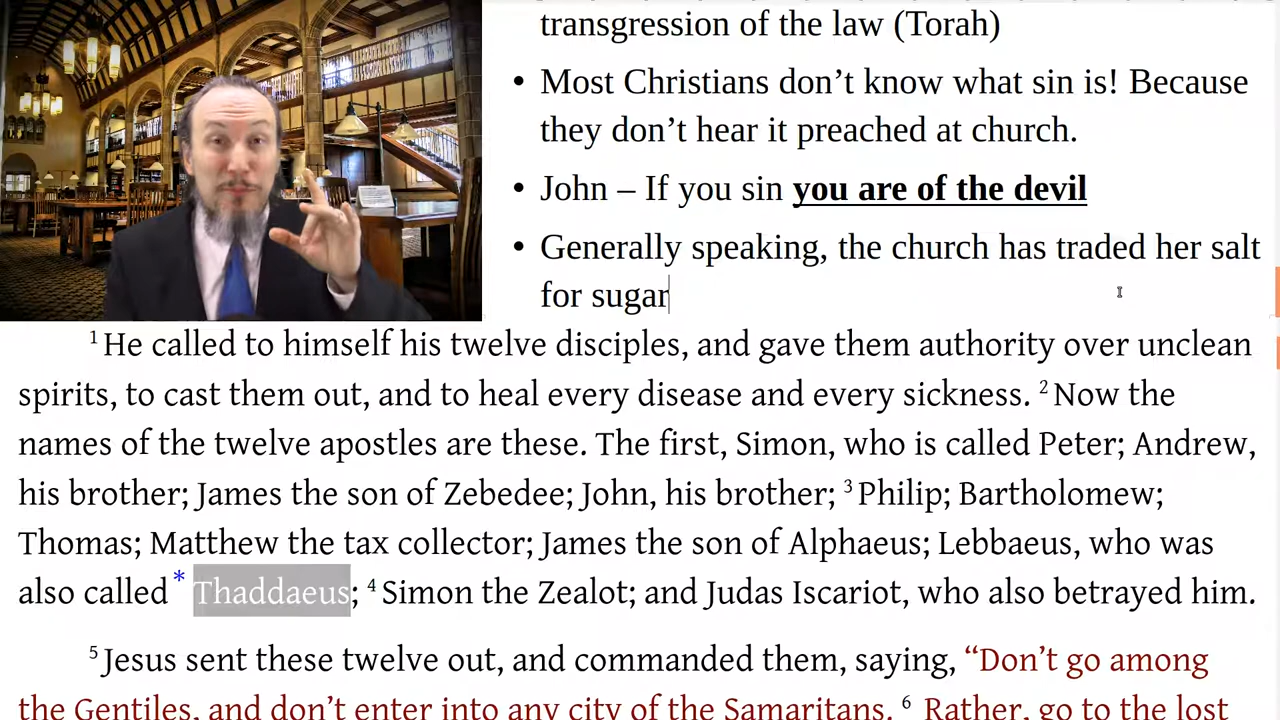 transgression of the law (Torah)
• Most Christians don’t know what sin is! Because
they don’t hear it preached at church.
• John – If you sin you are of the devil
• Generally speaking, the church has traded her salt
for sugar
1 He called to himself his twelve disciples, and gave them authority over unclean
spirits, to cast them out, and to heal every disease and every sickness. 2 Now the
names of the twelve apostles are these. The first, Simon, who is called Peter; Andrew,
his brother; James the son of Zebedee; John, his brother; 3 Philip; Bartholomew;
Thomas; Matthew the tax collector; James the son of Alphaeus; Lebbaeus, who was
also called * Thaddaeus; 4 Simon the Zealot; and Judas Iscariot, who also betrayed him.
5 Jesus sent these twelve out, and commanded them, saying, “Don’t go among
the Gentiles, and don’t enter into any city of the Samaritans. 6 Rather, go to the lost